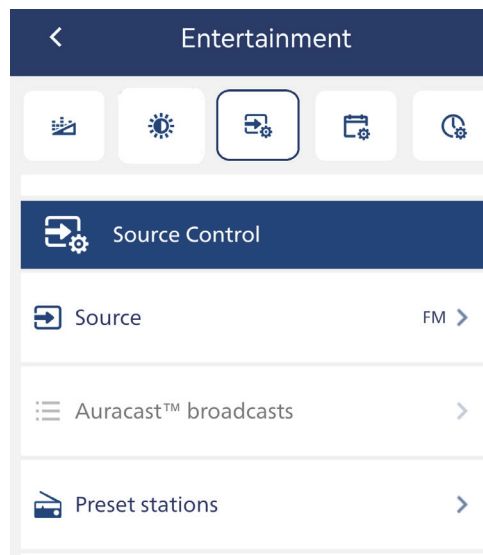 Entertainment
Source Control
Source
FM
Auracast™ broadcasts
Preset stations